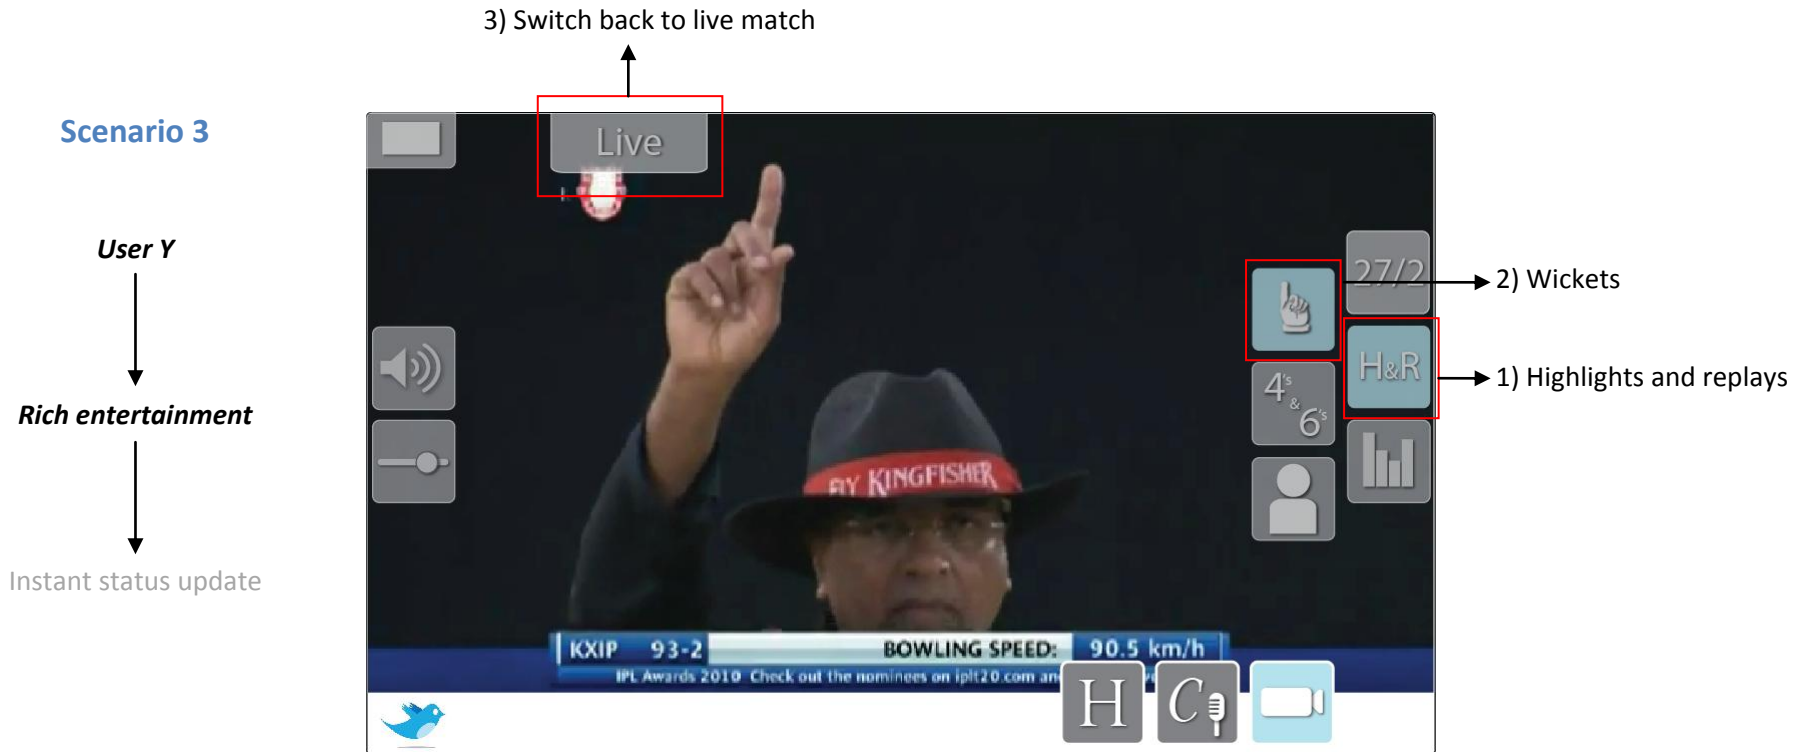 3) Switch back to live match
Scenario 3
Live
User Y
27/2
2) Wickets
H&R
1) Highlights and replays
4's
&
6's
Rich entertainment
FLY KINGFISHER
Instant status update
KXIP 93-2 BOWLING SPEED: 90.5 km/h
IPL Awards 2010 Check out the nominees on iplt20.com
H C